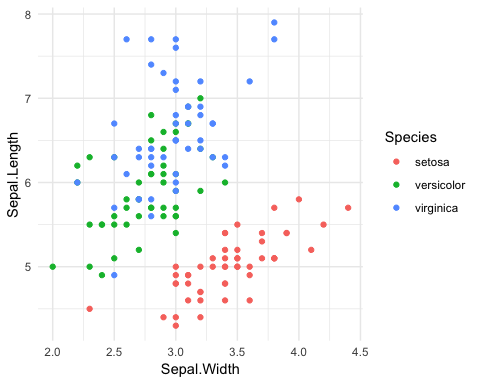 8
7
6
5
Sepal.Length
2.0 2.5 3.0 3.5 4.0 4.5
Sepal.Width
Species
setosa
versicolor
virginica